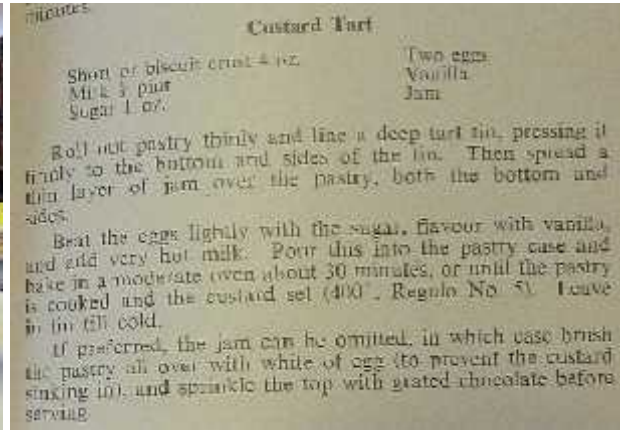 minutes.
Custard Tart
Short or biscuit crust 4 oz.
Milk ½ pint
Sugar 1 oz.
Two eggs
Vanilla
Jam
Roll out pastry thinly and line a deep tart tin, pressing it
firmly to the bottom and sides of the tin. Then spread a
thin layer of jam over the pastry, both the bottom and
sides.
Beat the eggs lightly with the sugar, flavour with vanilla,
and add very hot milk. Pour this into the pastry case and
bake in a moderate oven about 30 minutes, or until the pastry
is cooked and the custard set (400°, Regulo No. 5). Leave
in tin till cold.
If preferred, the jam can be omitted, in which case brush
the pastry all over with white of egg (to prevent the custard
sinking in), and sprinkle the top with grated chocolate before
serving